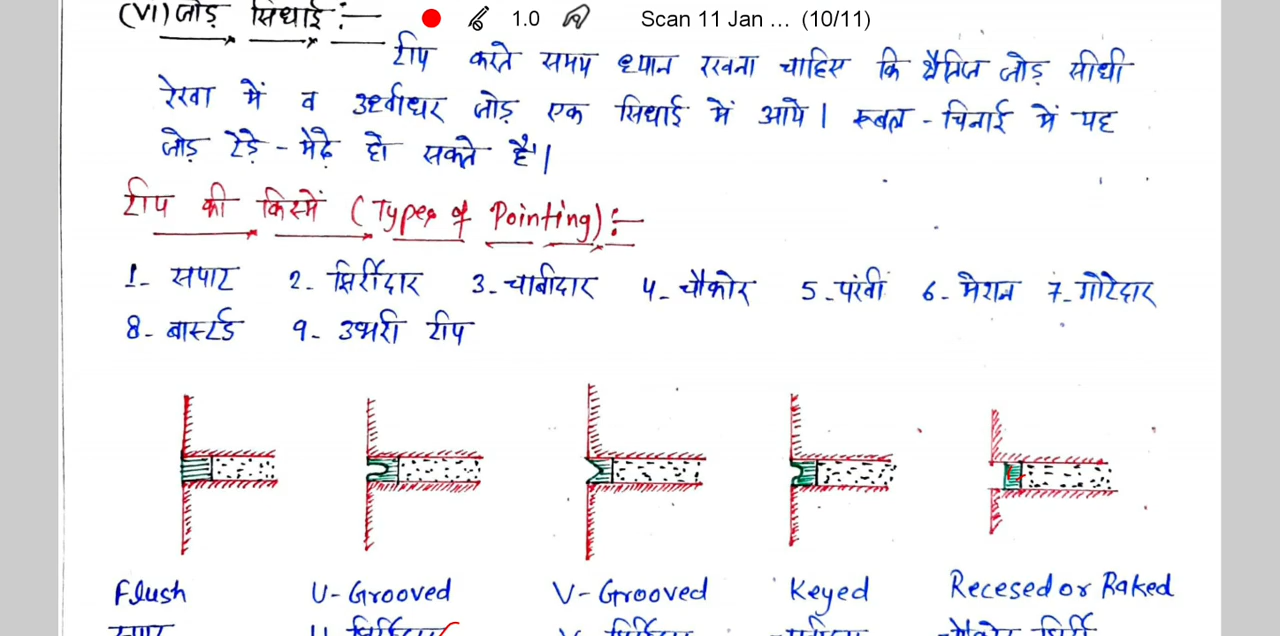 (VI) जोड़ सिधाई :-
1.0 Scan 11 Jan ... (10/11)
टीप करते समय ध्यान रखना चाहिए कि क्षैतिज जोड़ सीधी
रेखा में व उर्ध्वाधर जोड़ एक सिधाई में आये। रूबल - चिनाई में यह
जोड़ टेड़े - मेढ़े हो सकते है।
टीप की किस्में (Types of Pointing) :-
1- सपाट 2- झिर्रीदार 3- चाबीदार 4- चौकोर 5- परंवी 6- मेशन 7- गोटेदार
8- बास्टर्ड 9- उभरी टीप
Flush U- Grooved V- Grooved Keyed Recesed or Raked